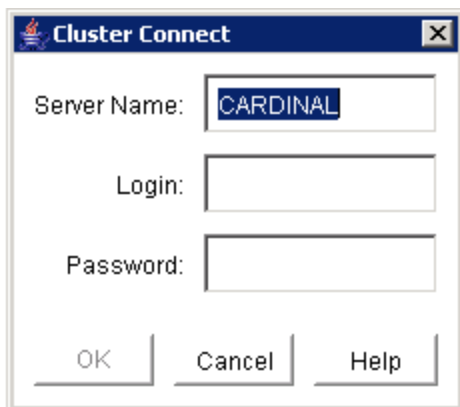 Cluster Connect
Server Name: CARDINAL
Login:
Password:
OK Cancel Help